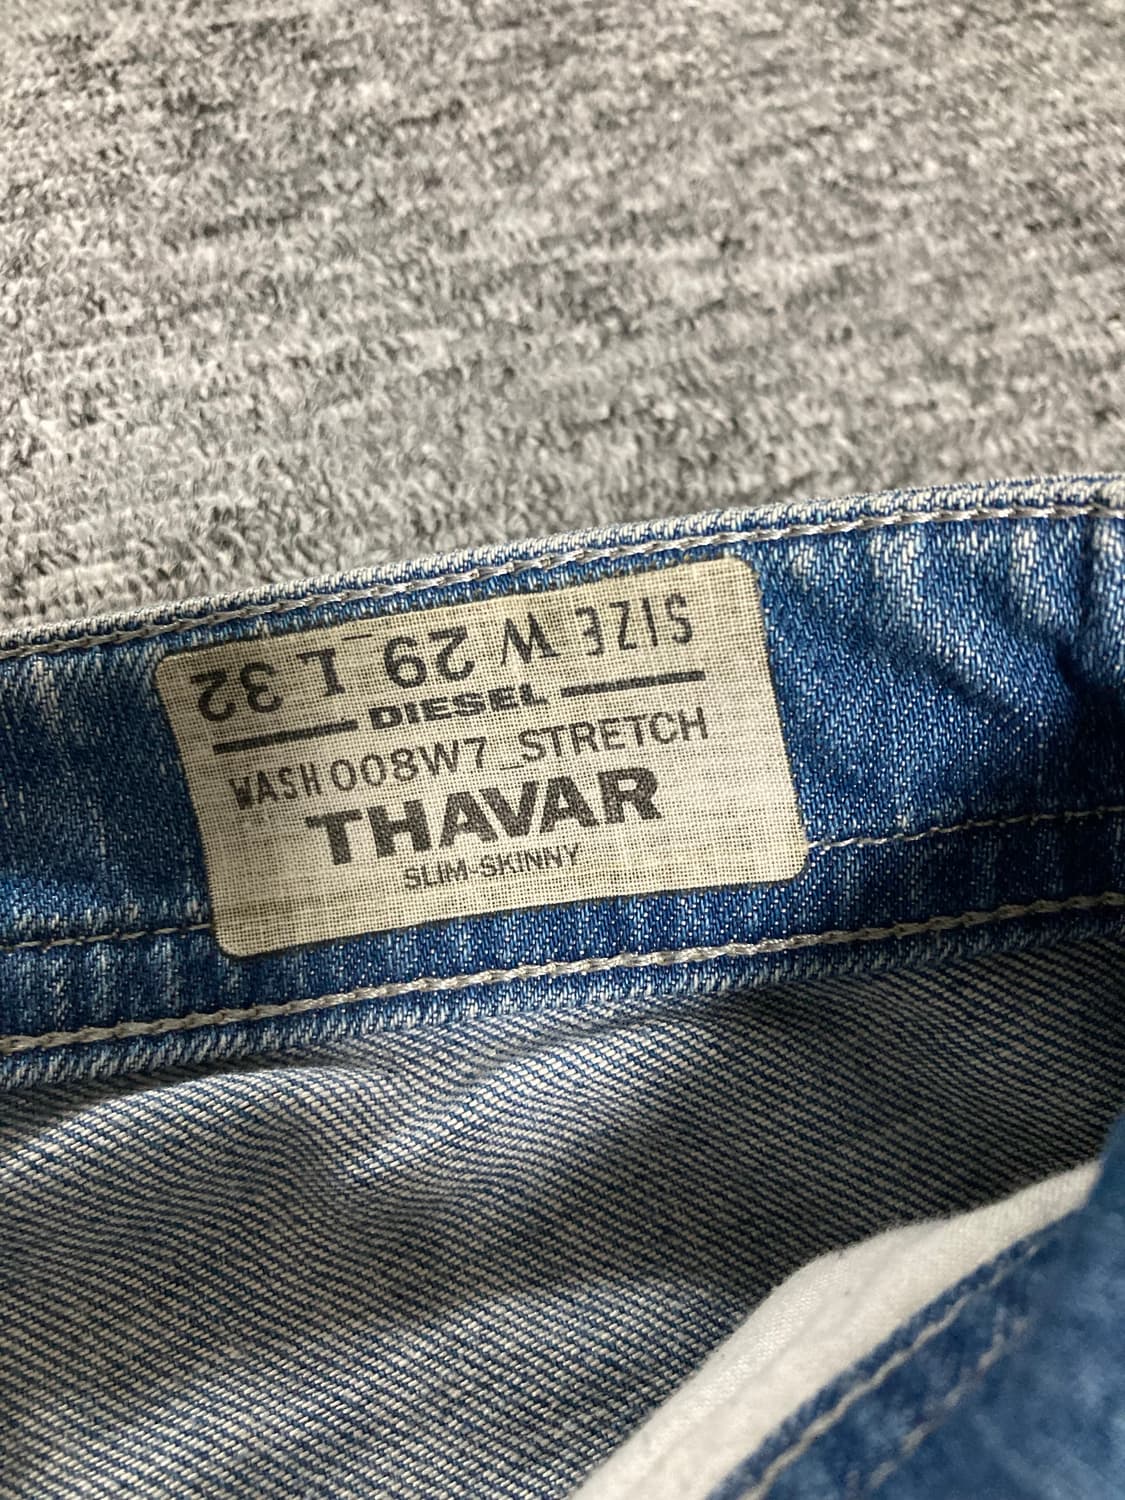 SIZE W 29 L 32
DIESEL
WASH 008W7_STRETCH
THAVAR
SLIM-SKINNY